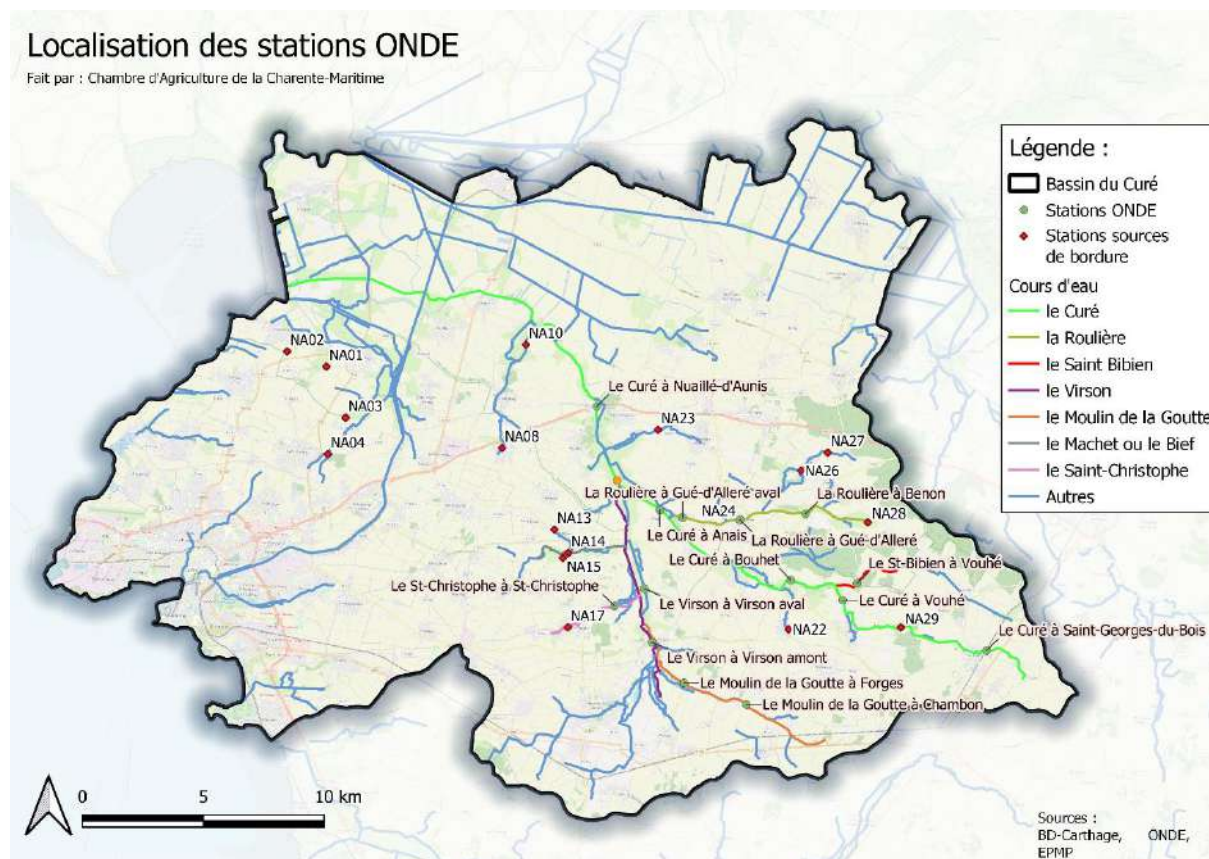 Localisation des stations ONDE
Fait par : Chambre d'Agriculture de la Charente-Maritime
Légende :
Bassin du Curé
Stations ONDE
Stations sources
de bordure
Cours d'eau
le Curé
la Roulière
le Saint Bibien
le Virson
le Moulin de la Goutte
le Machet ou le Bief
le Saint-Christophe
Autres
NA10
NA02
NA01
Le Curé à Nuaillé-d'Aunis
NA03
NA23
NA04
NA08
NA27
NA26
La Roulière à Gué-d'Alleré aval
La Roulière à Benon
NA24
NA28
NA13
Le Curé à Anais
La Roulière à Gué-d'Alleré
NA14
Le Curé à Bouhet
Le St-Bibien à Vouhé
NA15
Le St-Christophe à St-Christophe
Le Virson à Virson aval
Le Curé à Vouhé
NA17
NA22
NA29
Le Curé à Saint-Georges-du-Bois
Le Virson à Virson amont
Le Moulin de la Goutte à Forges
Le Moulin de la Goutte à Chambon
0 5 10 km
Sources :
BD-Carthage, ONDE,
EPMP